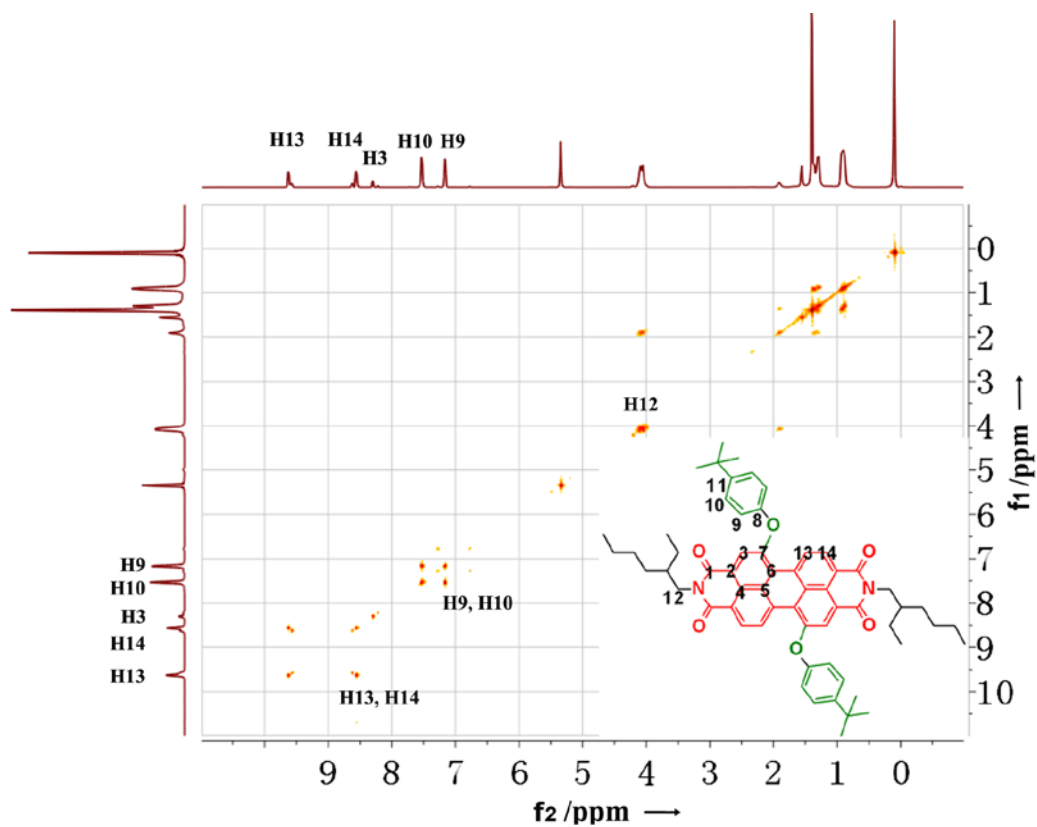 H13 H14 H3 H10 H9
0
1
2
3
H12
4
5
6
11
10
9 8 O
H9
7
O 3 7 13 14 O
H10
1 2 6
H9, H10
12 N 4 5 N
H3
8
O O
H14
9
O
H13
H13, H14
10
f1 /ppm →
9 8 7 6 5 4 3 2 1 0
f2 /ppm →